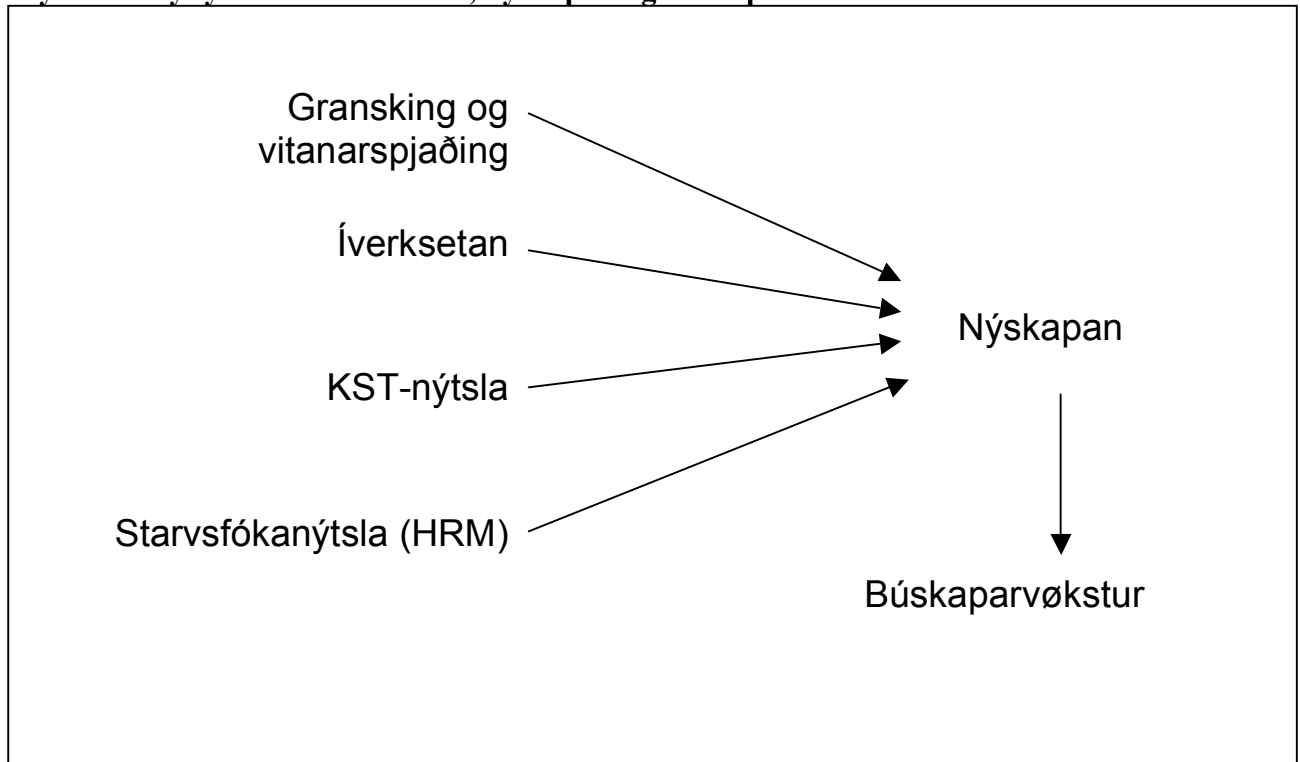 Gransking og
vitanarspjaðing
Íverksetan
Nýskapan
KST-nýtsla
Starvsfókanýtsla (HRM)
Búskaparvøkstur